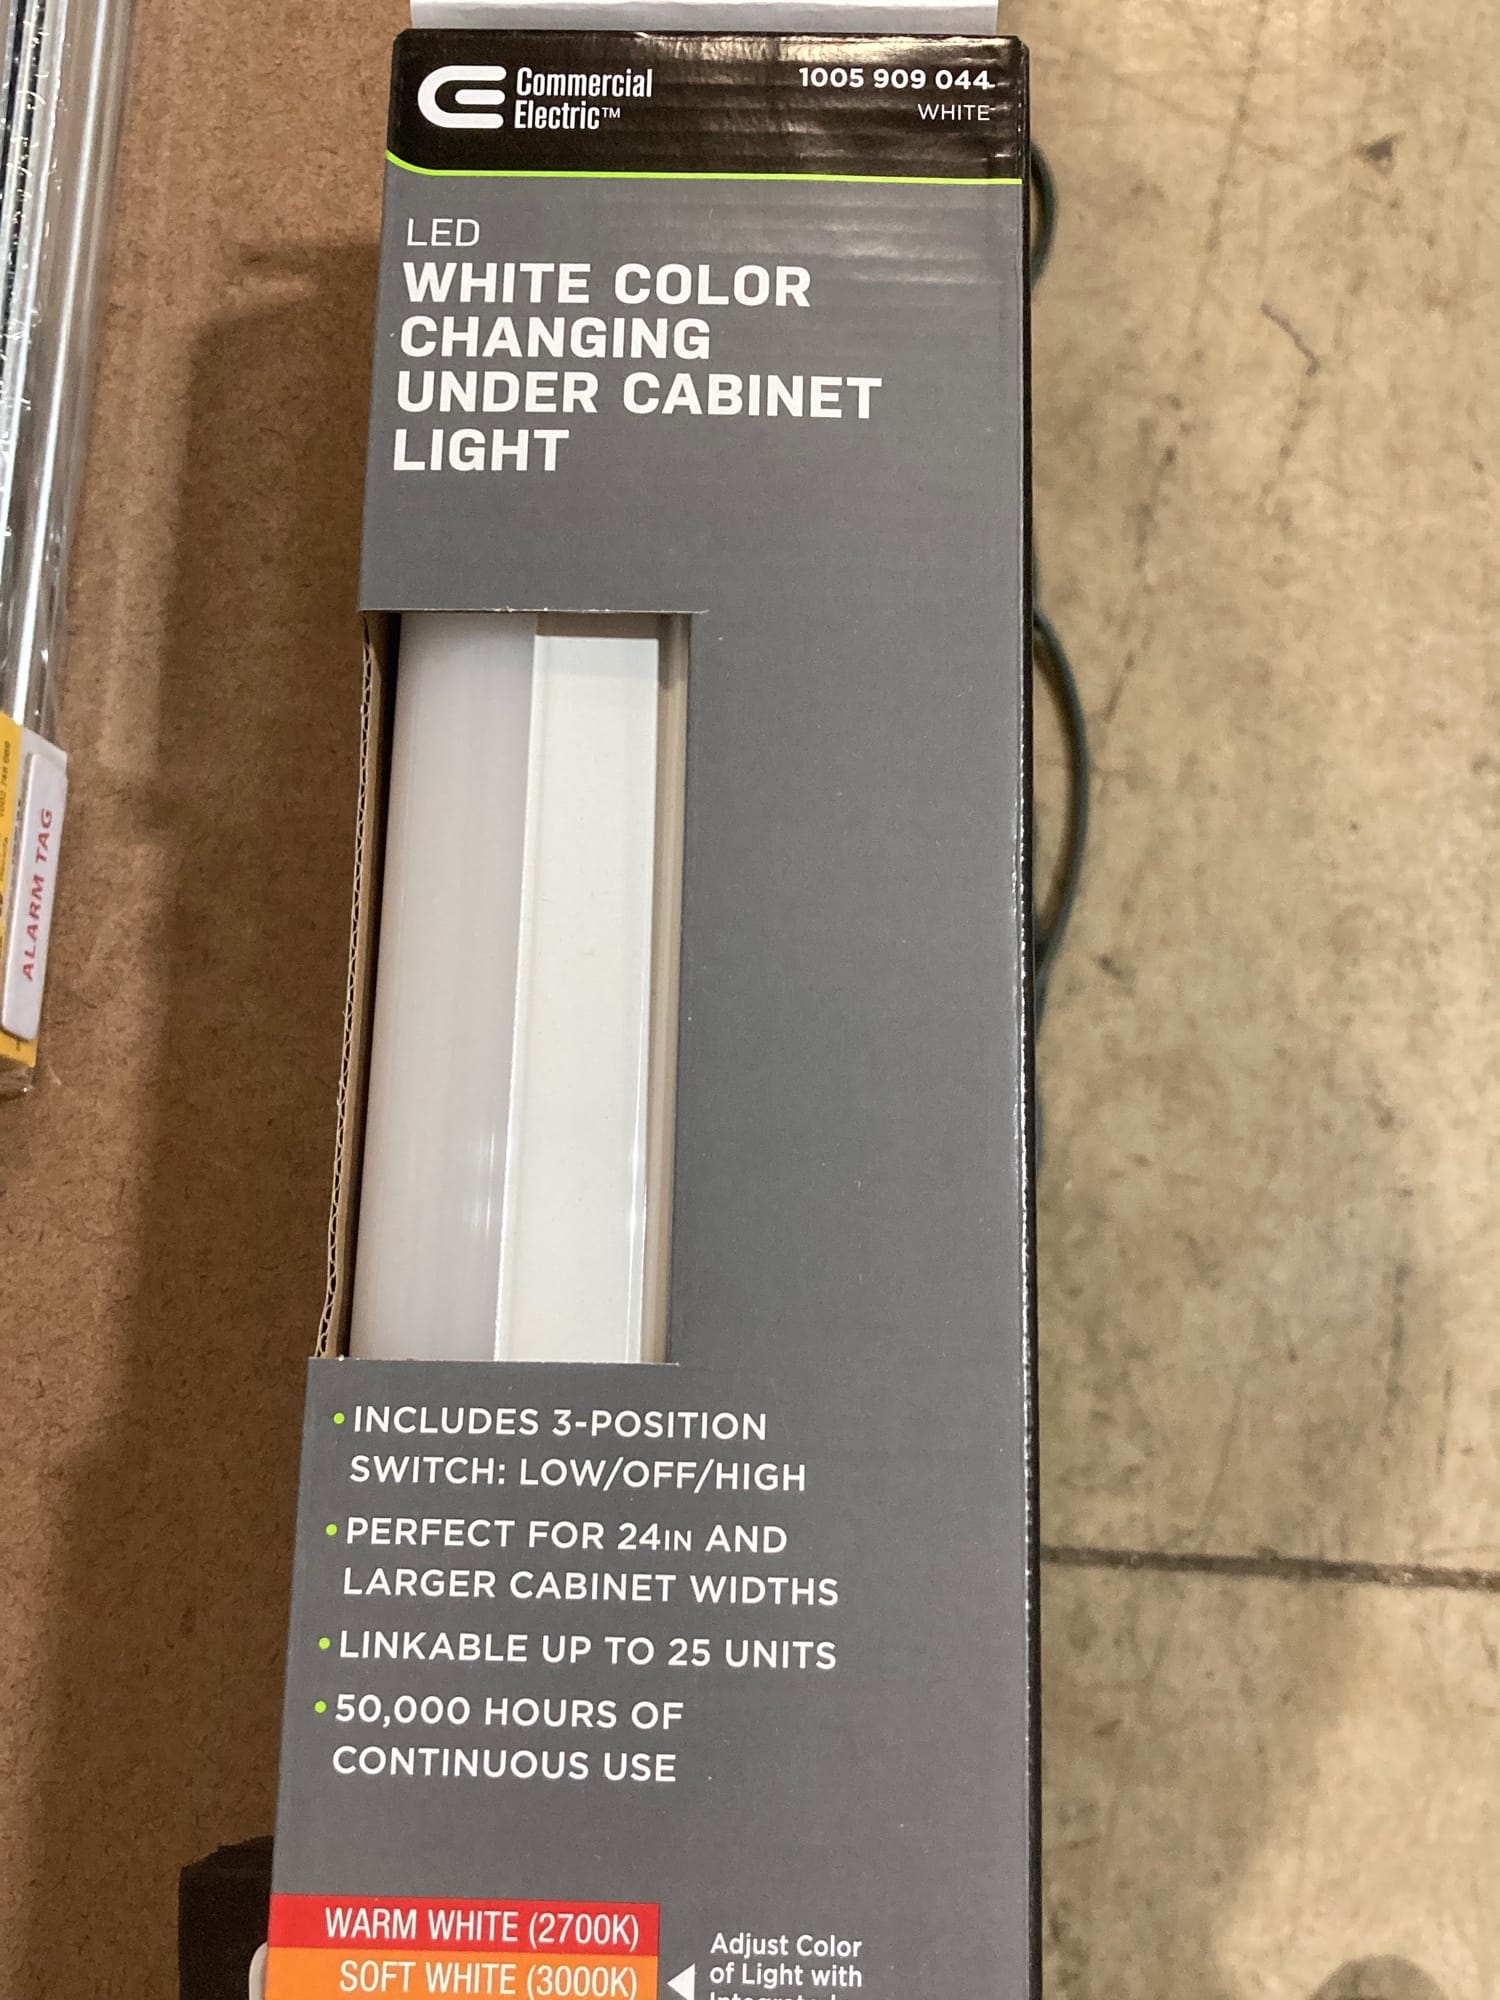 Commercial
Electric™
1005 909 044
WHITE
LED
WHITE COLOR
CHANGING
UNDER CABINET
LIGHT
ALARM TAG
•INCLUDES 3-POSITION
SWITCH: LOW/OFF/HIGH
•PERFECT FOR 24IN AND
LARGER CABINET WIDTHS
•LINKABLE UP TO 25 UNITS
•50,000 HOURS OF
CONTINUOUS USE
WARM WHITE (2700K)
SOFT WHITE (3000K)
Adjust Color
of Light with